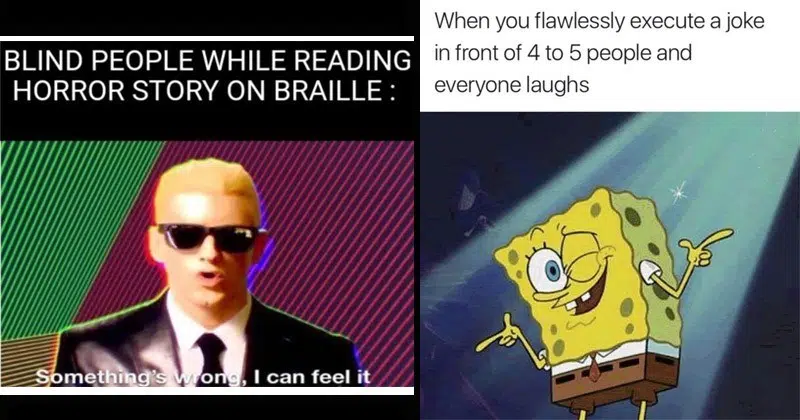 BLIND PEOPLE WHILE READING
HORROR STORY ON BRAILLE :
Something's wrong, I can feel it
When you flawlessly execute a joke
in front of 4 to 5 people and
everyone laughs